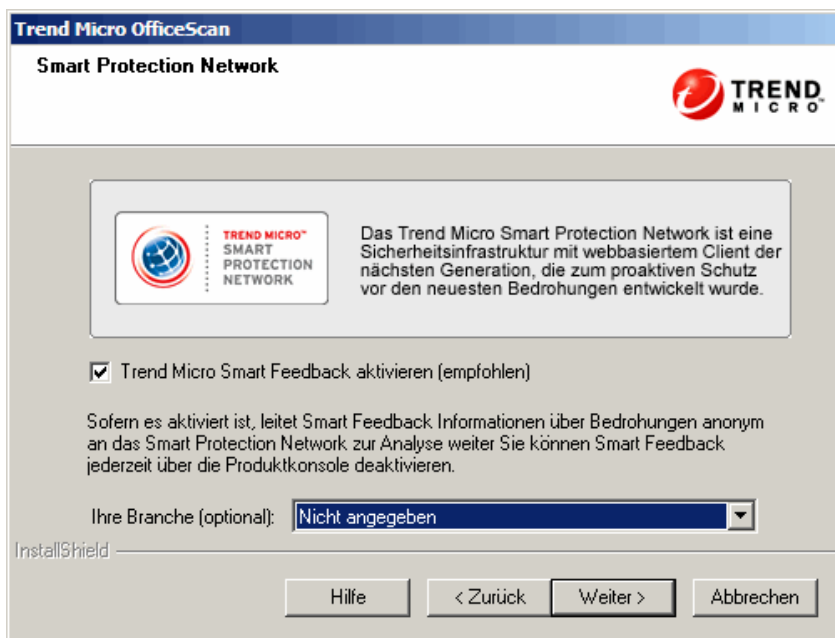 Trend Micro OfficeScan
Smart Protection Network
TREND
MICRO™
TREND MICRO™
SMART
PROTECTION
NETWORK
Das Trend Micro Smart Protection Network ist eine
Sicherheitsinfrastruktur mit webbasiertem Client der
nächsten Generation, die zum proaktiven Schutz
vor den neuesten Bedrohungen entwickelt wurde.
Trend Micro Smart Feedback aktivieren (empfohlen)
Sofern es aktiviert ist, leitet Smart Feedback Informationen über Bedrohungen anonym
an das Smart Protection Network zur Analyse weiter Sie können Smart Feedback
jederzeit über die Produktkonsole deaktivieren.
Ihre Branche (optional): Nicht angegeben
InstallShield
Hilfe < Zurück Weiter > Abbrechen